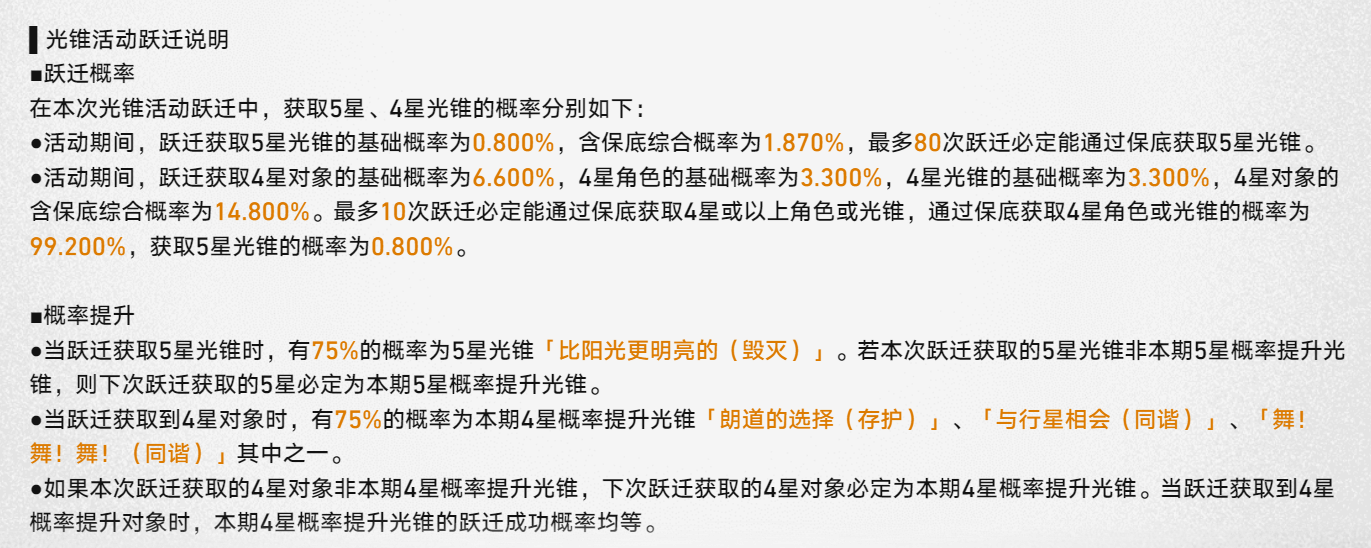 ▌光锥活动跃迁说明
■跃迁概率
在本次光锥活动跃迁中，获取5星、4星光锥的概率分别如下：
●活动期间，跃迁获取5星光锥的基础概率为0.800%，含保底综合概率为1.870%，最多80次跃迁必定能通过保底获取5星光锥。
●活动期间，跃迁获取4星对象的基础概率为6.600%，4星角色的基础概率为3.300%，4星光锥的基础概率为3.300%，4星对象的
含保底综合概率为14.800%。最多10次跃迁必定能通过保底获取4星或以上角色或光锥，通过保底获取4星角色或光锥的概率为
99.200%，获取5星光锥的概率为0.800%。
■概率提升
●当跃迁获取5星光锥时，有75%的概率为5星光锥「比阳光更明亮的（毁灭）」。若本次跃迁获取的5星光锥非本期5星概率提升光
锥，则下次跃迁获取的5星必定为本期5星概率提升光锥。
●当跃迁获取到4星对象时，有75%的概率为本期4星概率提升光锥「朗道的选择（存护）」、「与行星相会（同谐）」、「舞！
舞！舞！（同谐）」其中之一。
●如果本次跃迁获取的4星对象非本期4星概率提升光锥，下次跃迁获取的4星对象必定为本期4星概率提升光锥。当跃迁获取到4星
概率提升对象时，本期4星概率提升光锥的跃迁成功概率均等。